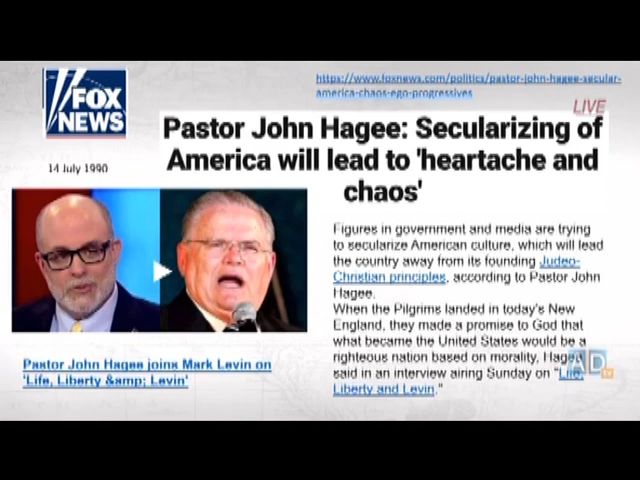 FOX
NEWS
https://www.foxnews.com/politics/pastor-john-hagee-secular-
america-chaos-ego-progressives
LIVE
Pastor John Hagee: Secularizing of
America will lead to 'heartache and
chaos'
14 July 1990
Figures in government and media are trying
to secularize American culture, which will lead
the country away from its founding Judeo-
Christian principles, according to Pastor John
Hagee.
When the Pilgrims landed in today's New
England, they made a promise to God that
what became the United States would be a
righteous nation based on morality, Hagee
said in an interview airing Sunday on "Life,
Liberty and Levin."
Pastor John Hagee joins Mark Levin on
'Life, Liberty &amp; Levin'
AD
tv